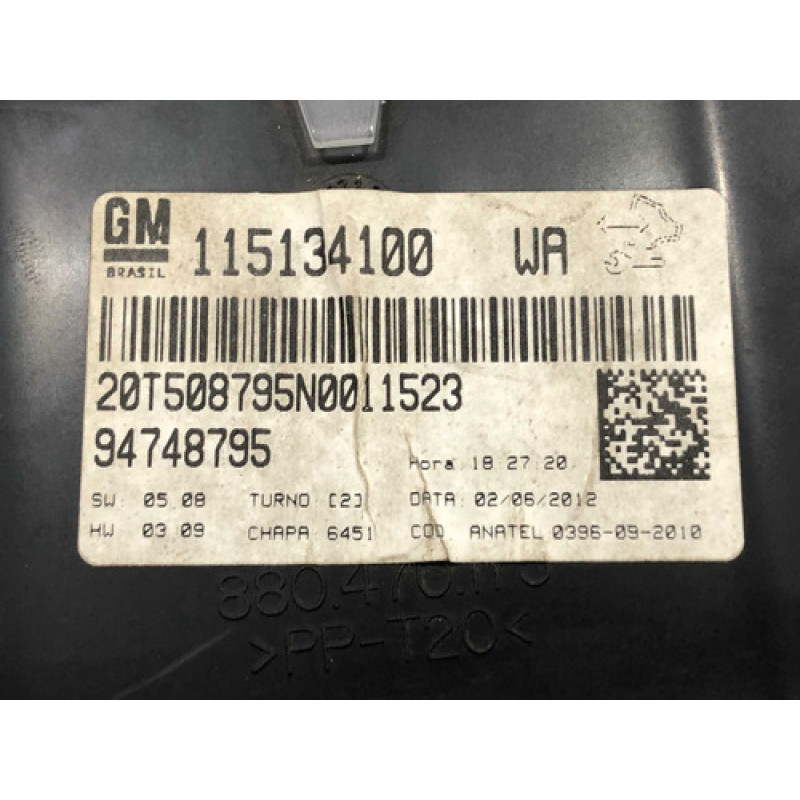 GM
BRASIL
115134100 WA
20T508795N0011523
94748795
Hora: 18 27:20
SW: 05.08 TURNO [2] DATA: 02/06/2012
HW 03 09 CHAPA 6451 COD. ANATEL 0396-09-2010
>PP-T20<